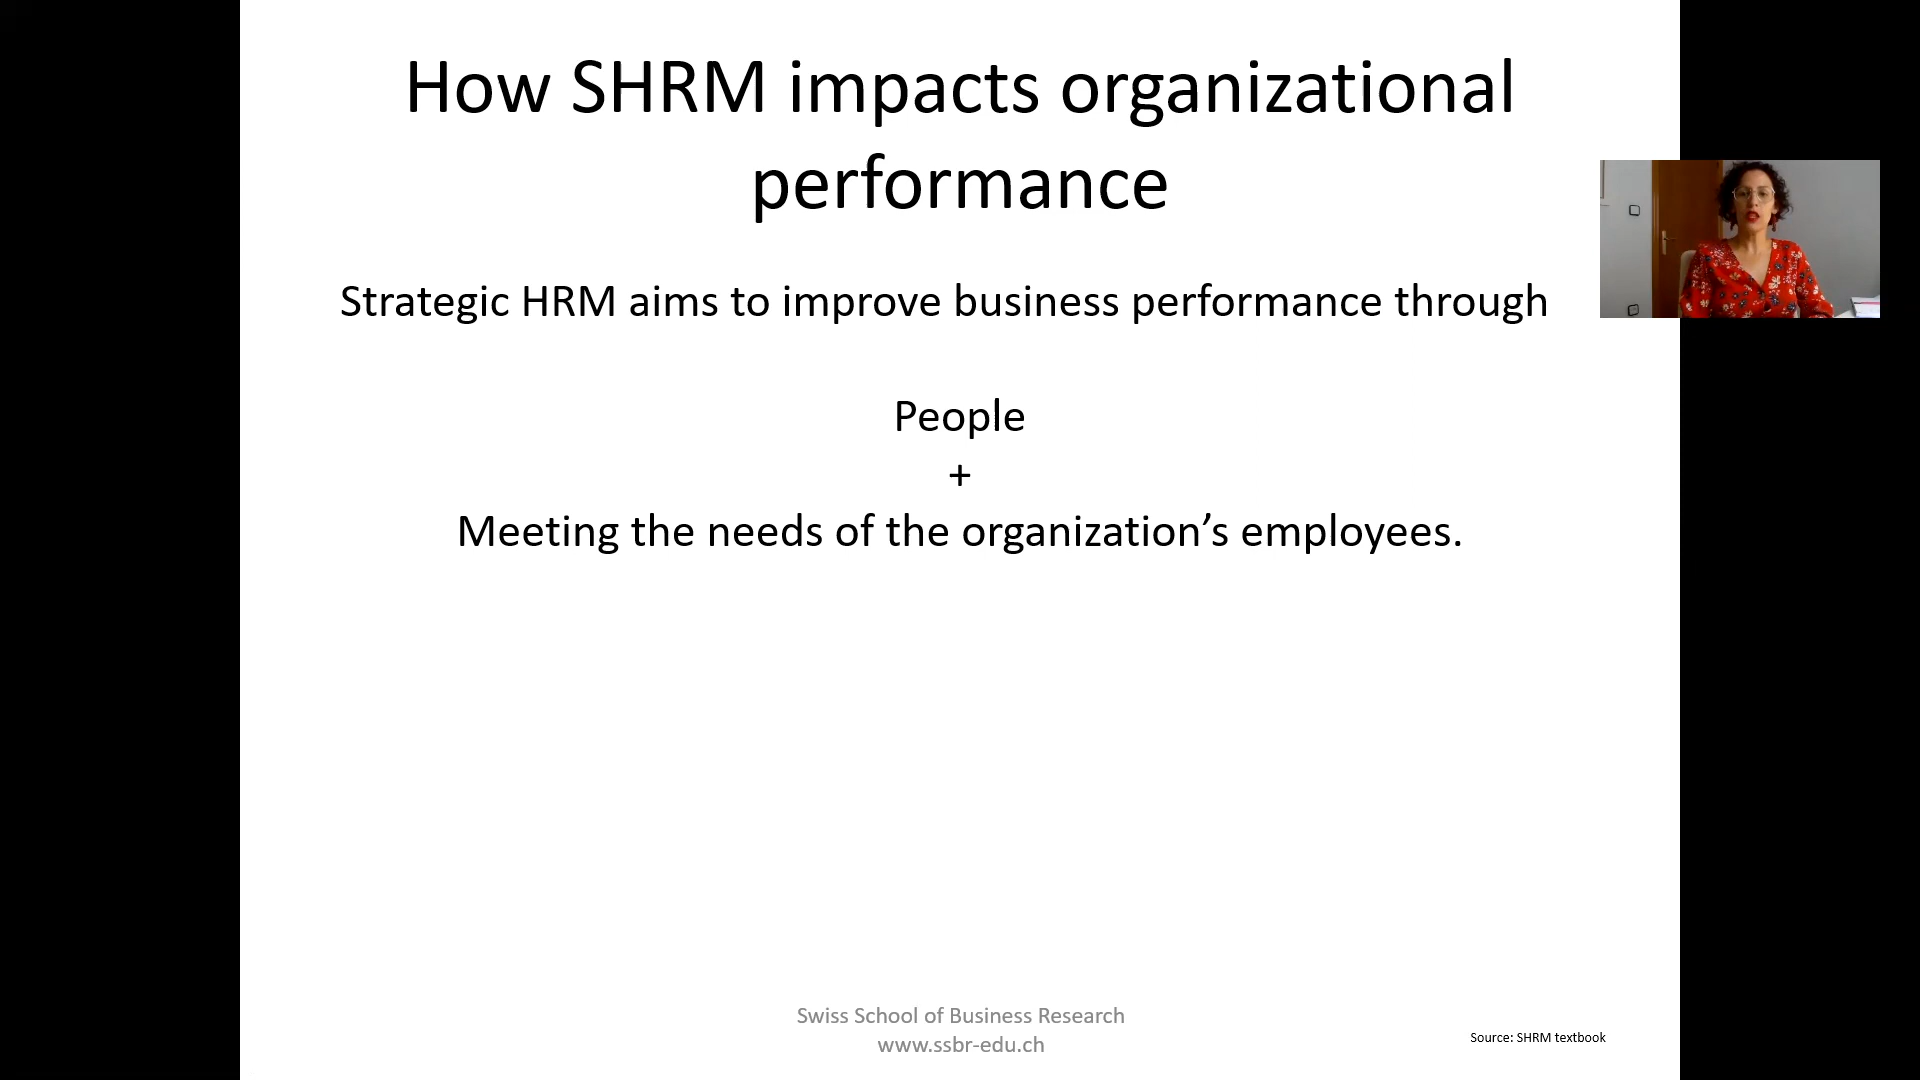 How SHRM impacts organizational
performance
Strategic HRM aims to improve business performance through
People
+
Meeting the needs of the organization’s employees.
Swiss School of Business Research
www.ssbr-edu.ch
Source: SHRM textbook